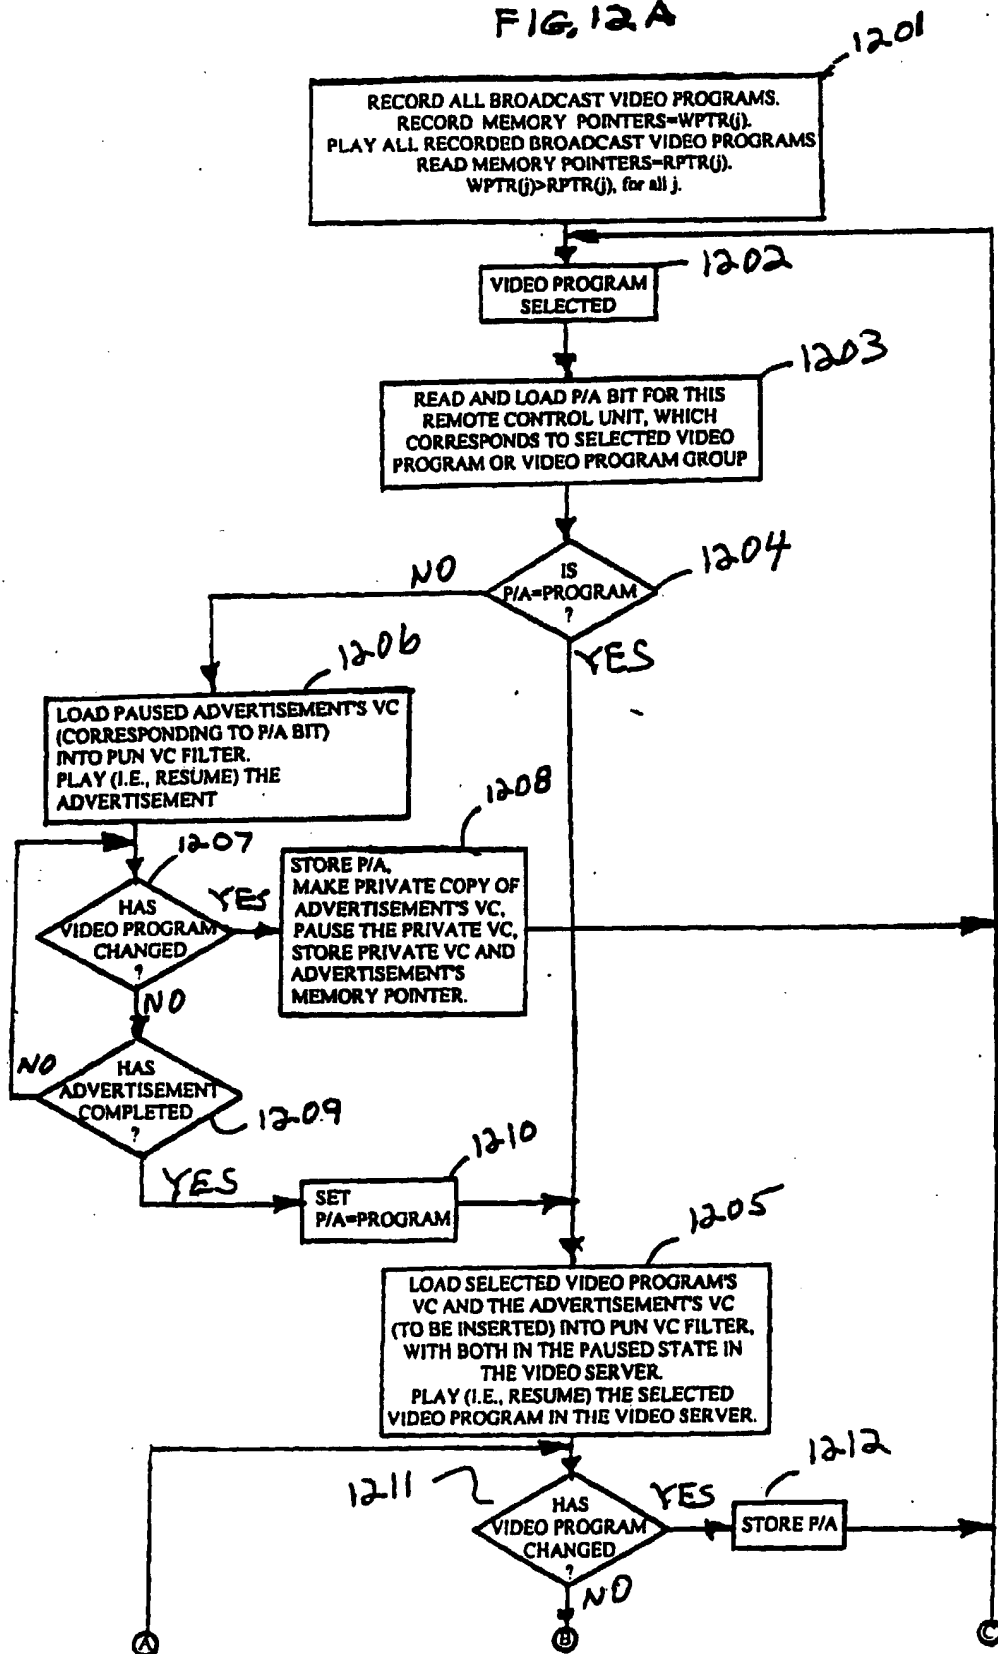 FIG. 12A
1201
RECORD ALL BROADCAST VIDEO PROGRAMS.
RECORD MEMORY POINTERS=WPTR(j).
PLAY ALL RECORDED BROADCAST VIDEO PROGRAMS
READ MEMORY POINTERS=RPTR(j).
WPTR(j)>RPTR(j), for all j.
1202
VIDEO PROGRAM
SELECTED
1203
READ AND LOAD P/A BIT FOR THIS
REMOTE CONTROL UNIT, WHICH
CORRESPONDS TO SELECTED VIDEO
PROGRAM OR VIDEO PROGRAM GROUP
1204
IS
P/A=PROGRAM
?
NO
YES
1206
LOAD PAUSED ADVERTISEMENT'S VC
(CORRESPONDING TO P/A BIT)
INTO PUN VC FILTER.
PLAY (I.E., RESUME) THE
ADVERTISEMENT
1207
HAS
VIDEO PROGRAM
CHANGED
?
YES
NO
1208
STORE P/A,
MAKE PRIVATE COPY OF
ADVERTISEMENT'S VC,
PAUSE THE PRIVATE VC,
STORE PRIVATE VC AND
ADVERTISEMENT'S
MEMORY POINTER.
NO
HAS
ADVERTISEMENT
COMPLETED
?
1209
YES
1210
SET
P/A=PROGRAM
1205
LOAD SELECTED VIDEO PROGRAM'S
VC AND THE ADVERTISEMENT'S VC
(TO BE INSERTED) INTO PUN VC FILTER,
WITH BOTH IN THE PAUSED STATE IN
THE VIDEO SERVER.
PLAY (I.E., RESUME) THE SELECTED
VIDEO PROGRAM IN THE VIDEO SERVER.
1211
HAS
VIDEO PROGRAM
CHANGED
?
YES
1212
STORE P/A
NO
A
B
C